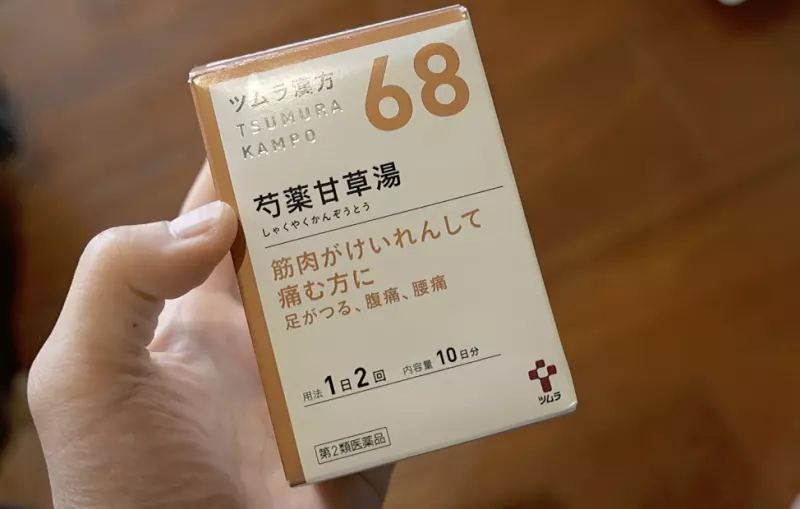 ツムラ漢方
TSUMURA
KAMPO
68
芍薬甘草湯
しゃくやくかんぞうとう
筋肉がけいれんして
痛む方に
足がつる、腹痛、腰痛
用法 1日2回 内容量 10日分
ツムラ
第2類医薬品